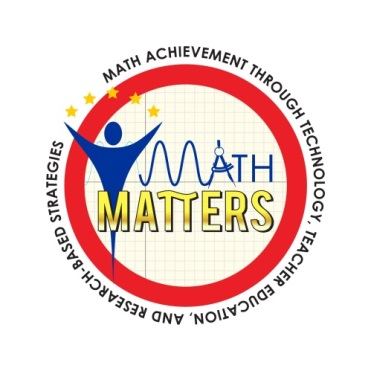 MATH ACHIEVEMENT THROUGH TECHNOLOGY, TEACHER EDUCATION, AND RESEARCH-BASED STRATEGIES
MATH
MATTERS